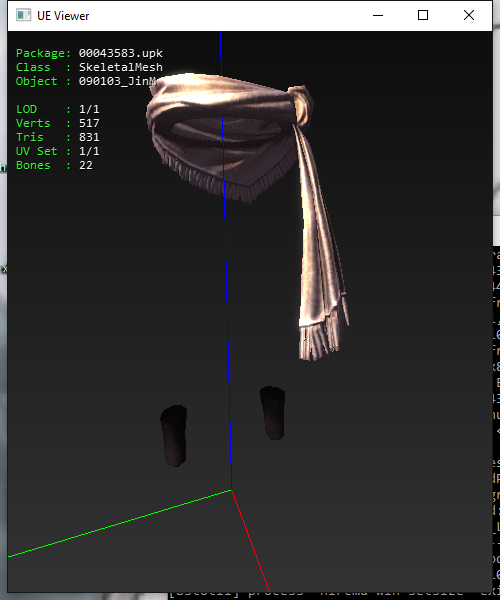 UE Viewer
Package: 00043583.upk
Class : SkeletalMesh
Object : 090103_JinM
LOD : 1/1
Verts : 517
Tris : 831
UV Set : 1/1
Bones : 22